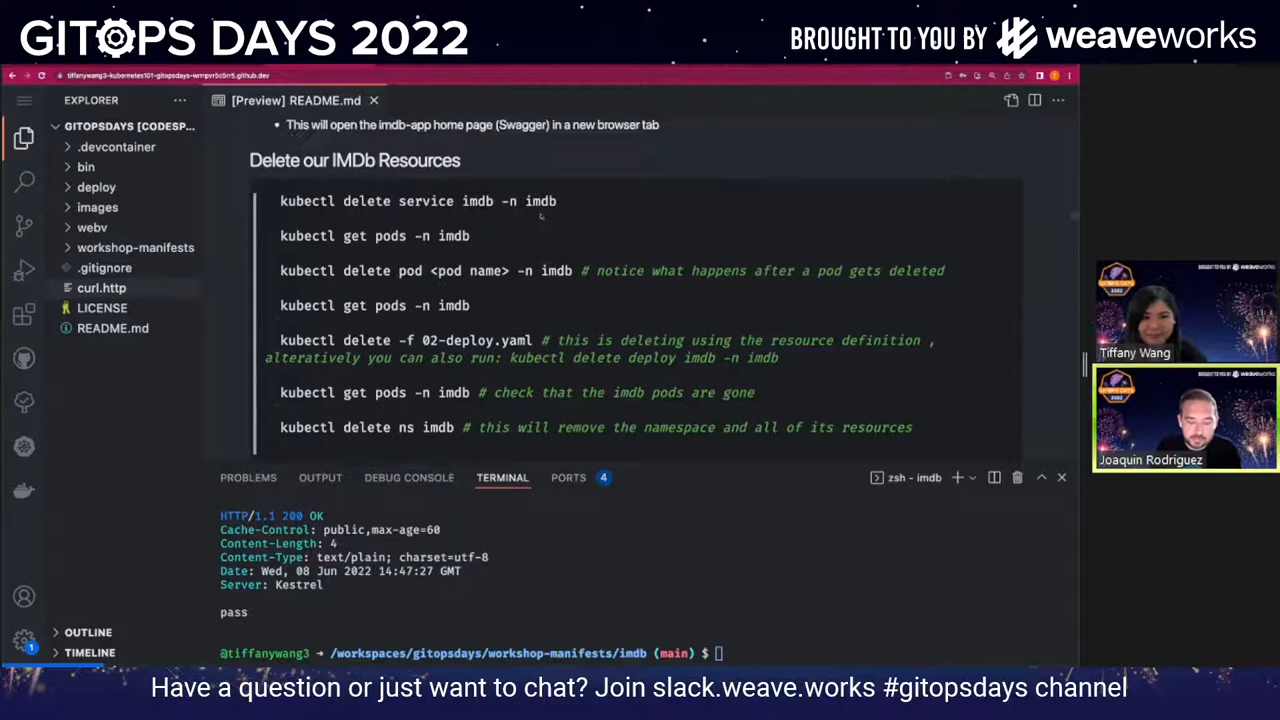 GITOPS DAYS 2022
BROUGHT TO YOU BY weaveworks
EXPLORER
[Preview] README.md
GITOPSDAYS [CODESP...
.devcontainer
bin
deploy
images
webv
workshop-manifests
.gitignore
curl.http
LICENSE
README.md
OUTLINE
TIMELINE
1
This will open the imdb-app home page (Swagger) in a new browser tab
Delete our IMDb Resources
kubectl delete service imdb -n imdb
kubectl get pods -n imdb
kubectl delete pod <pod name> -n imdb # notice what happens after a pod gets deleted
kubectl get pods -n imdb
kubectl delete -f 02-deploy.yaml # this is deleting using the resource definition ,
alteratively you can also run: kubectl delete deploy imdb -n imdb
kubectl get pods -n imdb # check that the imdb pods are gone
kubectl delete ns imdb # this will remove the namespace and all of its resources
PROBLEMS OUTPUT DEBUG CONSOLE TERMINAL PORTS 4
zsh - imdb
HTTP/1.1 200 OK
Cache-Control: public,max-age=60
Content-Length: 4
Content-Type: text/plain; charset=utf-8
Date: Wed, 08 Jun 2022 14:47:27 GMT
Server: Kestrel
pass
@tiffanywang3 → /workspaces/gitopsdays/workshop-manifests/imdb (main) $
Tiffany Wang
Joaquin Rodriguez
Have a question or just want to chat? Join slack.weave.works #gitopsdays channel